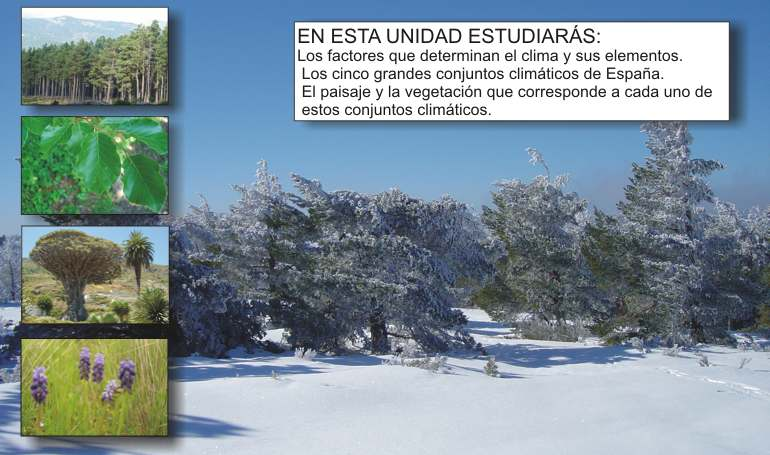 EN ESTA UNIDAD ESTUDIARÁS:
Los factores que determinan el clima y sus elementos.
Los cinco grandes conjuntos climáticos de España.
El paisaje y la vegetación que corresponde a cada uno de
estos conjuntos climáticos.